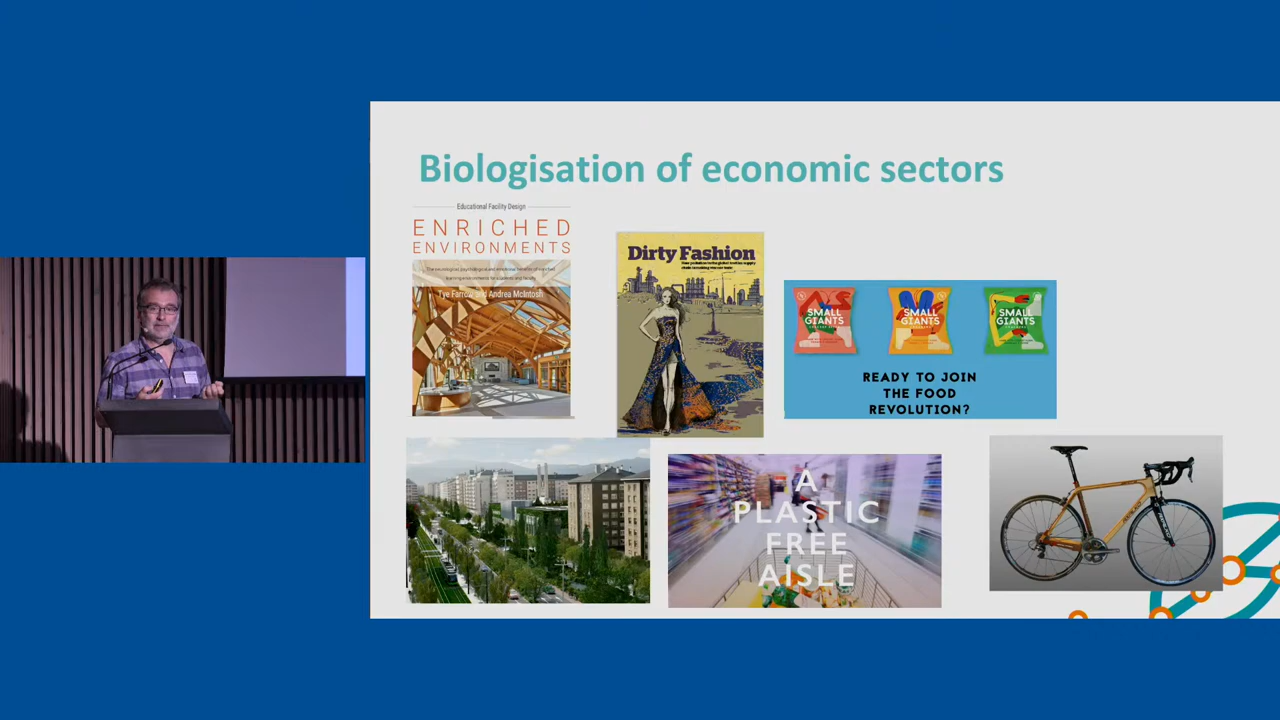 Biologisation of economic sectors
Educational Facility Design
ENRICHED
ENVIRONMENTS
Tye Farrow and Andrea McIntosh
Dirty Fashion
SMALL
GIANTS
SMALL
GIANTS
SMALL
GIANTS
READY TO JOIN
THE FOOD
REVOLUTION?
A
PLASTIC
FREE
AISLE